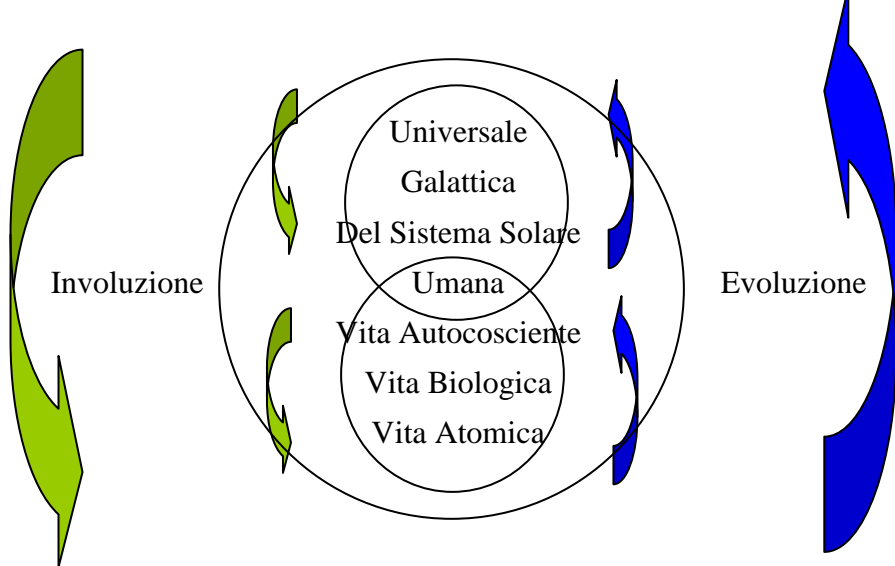 Universale
Galattica
Del Sistema Solare
Involuzione
Umana
Evoluzione
Vita Autocosciente
Vita Biologica
Vita Atomica